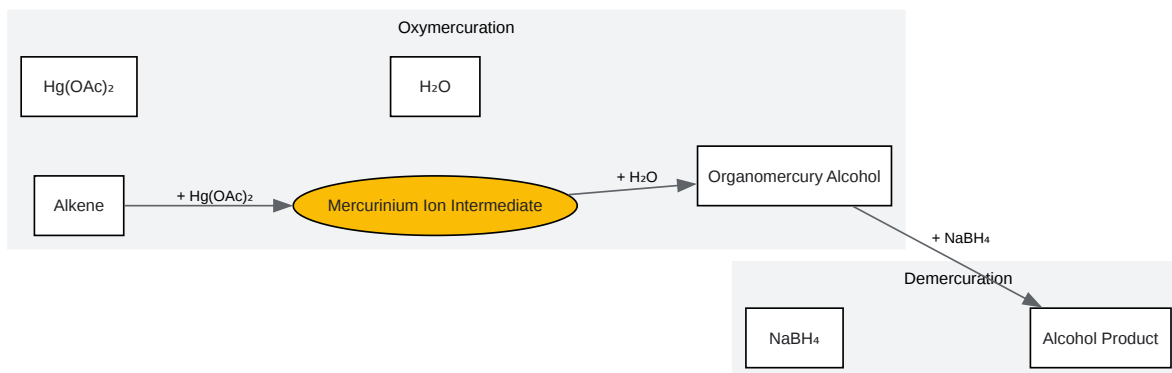 Oxymercuration
Hg(OAc)₂
H₂O
Alkene
+ Hg(OAc)₂
Mercurinium Ion Intermediate
+ H₂O
Organomercury Alcohol
+ NaBH₄
Demercuration
NaBH₄
Alcohol Product